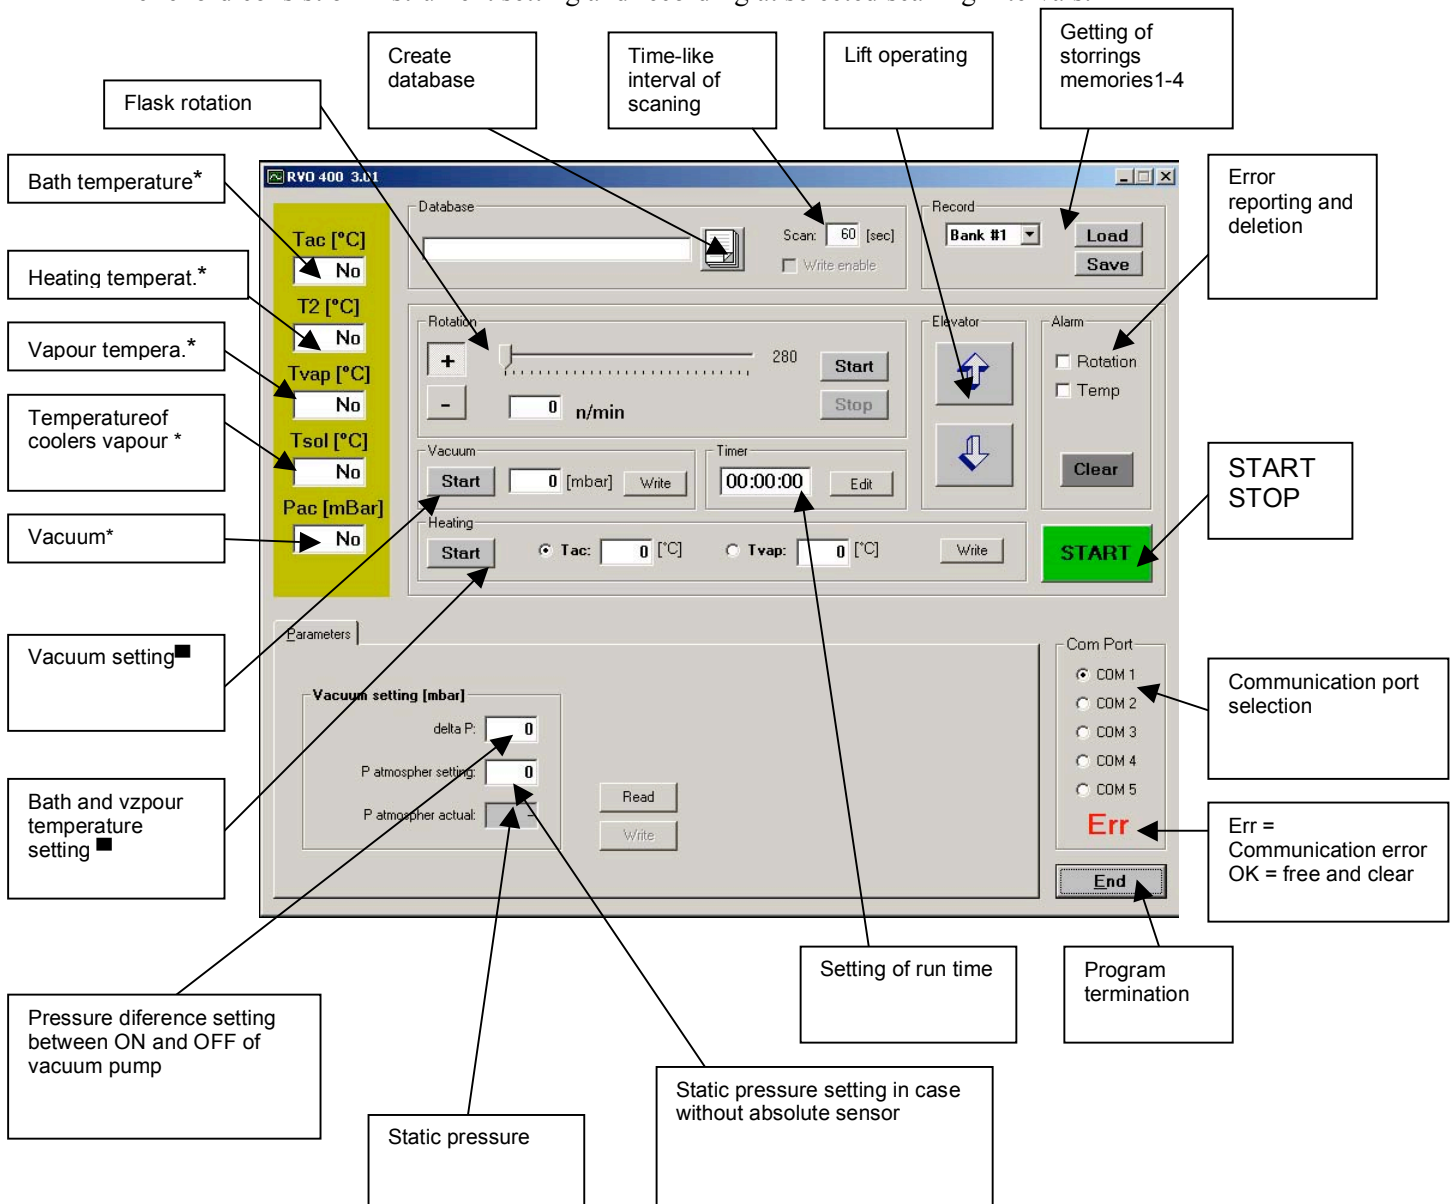 Create
database
Time-like
interval of
scaning
Lift operating
Getting of
storrings
memories1-4
Flask rotation
Bath temperature*
Heating temperat.*
Vapour tempera.*
Temperatureof
coolers vapour *
Vacuum*
Vacuum setting■
Bath and vzpour
temperature
setting ■
Pressure diference setting
between ON and OFF of
vacuum pump
RVO 400 3.01
Tac [°C]
No
T2 [°C]
No
Tvap [°C]
No
Tsol [°C]
No
Pac [mBar]
No
Database
Scan: 60 [sec]
Write enable
Record
Bank #1
Load
Save
Rotation
+
280
Start
-
0 n/min
Stop
Elevator
Alarm
Rotation
Temp
Clear
Vacuum
Start 0 [mbar] Write
Timer
00:00:00 Edit
Heating
Start Tac: 0 [°C] Tvap: 0 [°C] Write
START
Parameters
Vacuum setting [mbar]
delta P: 0
P atmospher setting: 0
P atmospher actual: -
Read
Write
Com Port
COM 1
COM 2
COM 3
COM 4
COM 5
Err
End
Error
reporting and
deletion
START
STOP
Communication port
selection
Err =
Communication error
OK = free and clear
Setting of run time
Program
termination
Static pressure
Static pressure setting in case
without absolute sensor